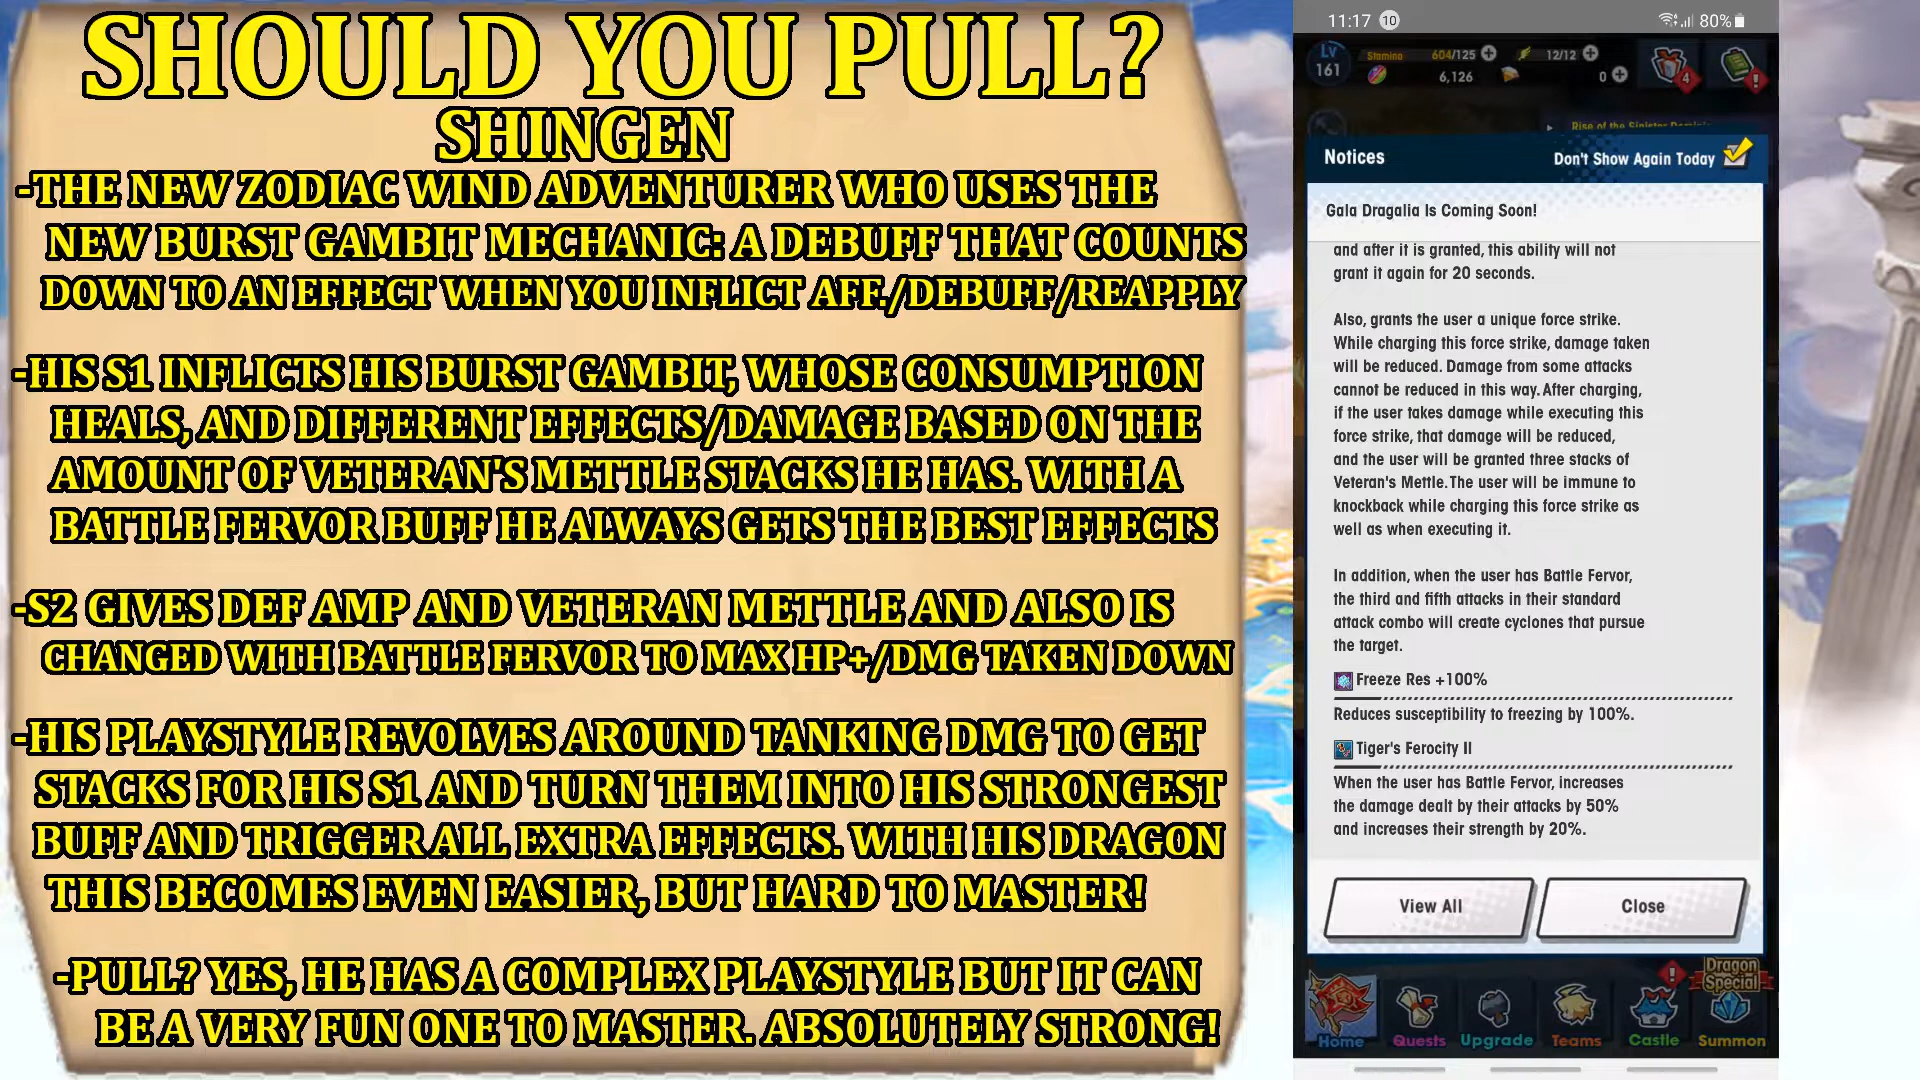 SHOULD YOU PULL?
SHINGEN
-THE NEW ZODIAC WIND ADVENTURER WHO USES THE
NEW BURST GAMBIT MECHANIC: A DEBUFF THAT COUNTS
DOWN TO AN EFFECT WHEN YOU INFLICT AFF./DEBUFF/REAPPLY
-HIS S1 INFLICTS HIS BURST GAMBIT, WHOSE CONSUMPTION
HEALS, AND DIFFERENT EFFECTS/DAMAGE BASED ON THE
AMOUNT OF VETERAN'S METTLE STACKS HE HAS. WITH A
BATTLE FERVOR BUFF HE ALWAYS GETS THE BEST EFFECTS
-S2 GIVES DEF AMP AND VETERAN METTLE AND ALSO IS
CHANGED WITH BATTLE FERVOR TO MAX HP+/DMG TAKEN DOWN
-HIS PLAYSTYLE REVOLVES AROUND TANKING DMG TO GET
STACKS FOR HIS S1 AND TURN THEM INTO HIS STRONGEST
BUFF AND TRIGGER ALL EXTRA EFFECTS. WITH HIS DRAGON
THIS BECOMES EVEN EASIER, BUT HARD TO MASTER!
-PULL? YES, HE HAS A COMPLEX PLAYSTYLE BUT IT CAN
BE A VERY FUN ONE TO MASTER. ABSOLUTELY STRONG!
11:17 10 80%
Lv 161
Stamina 604/125 12/12
6,126 0
4 !
Rise of the Sinister Dominion
Notices Don't Show Again Today
Gala Dragalia Is Coming Soon!
and after it is granted, this ability will not
grant it again for 20 seconds.
Also, grants the user a unique force strike.
While charging this force strike, damage taken
will be reduced. Damage from some attacks
cannot be reduced in this way. After charging,
if the user takes damage while executing this
force strike, that damage will be reduced,
and the user will be granted three stacks of
Veteran's Mettle. The user will be immune to
knockback while charging this force strike as
well as when executing it.
In addition, when the user has Battle Fervor,
the third and fifth attacks in their standard
attack combo will create cyclones that pursue
the target.
Freeze Res +100%
Reduces susceptibility to freezing by 100%.
Tiger's Ferocity II
When the user has Battle Fervor, increases
the damage dealt by their attacks by 50%
and increases their strength by 20%.
View All Close
! Dragon
Special
Home Quests Upgrade Teams Castle Summon